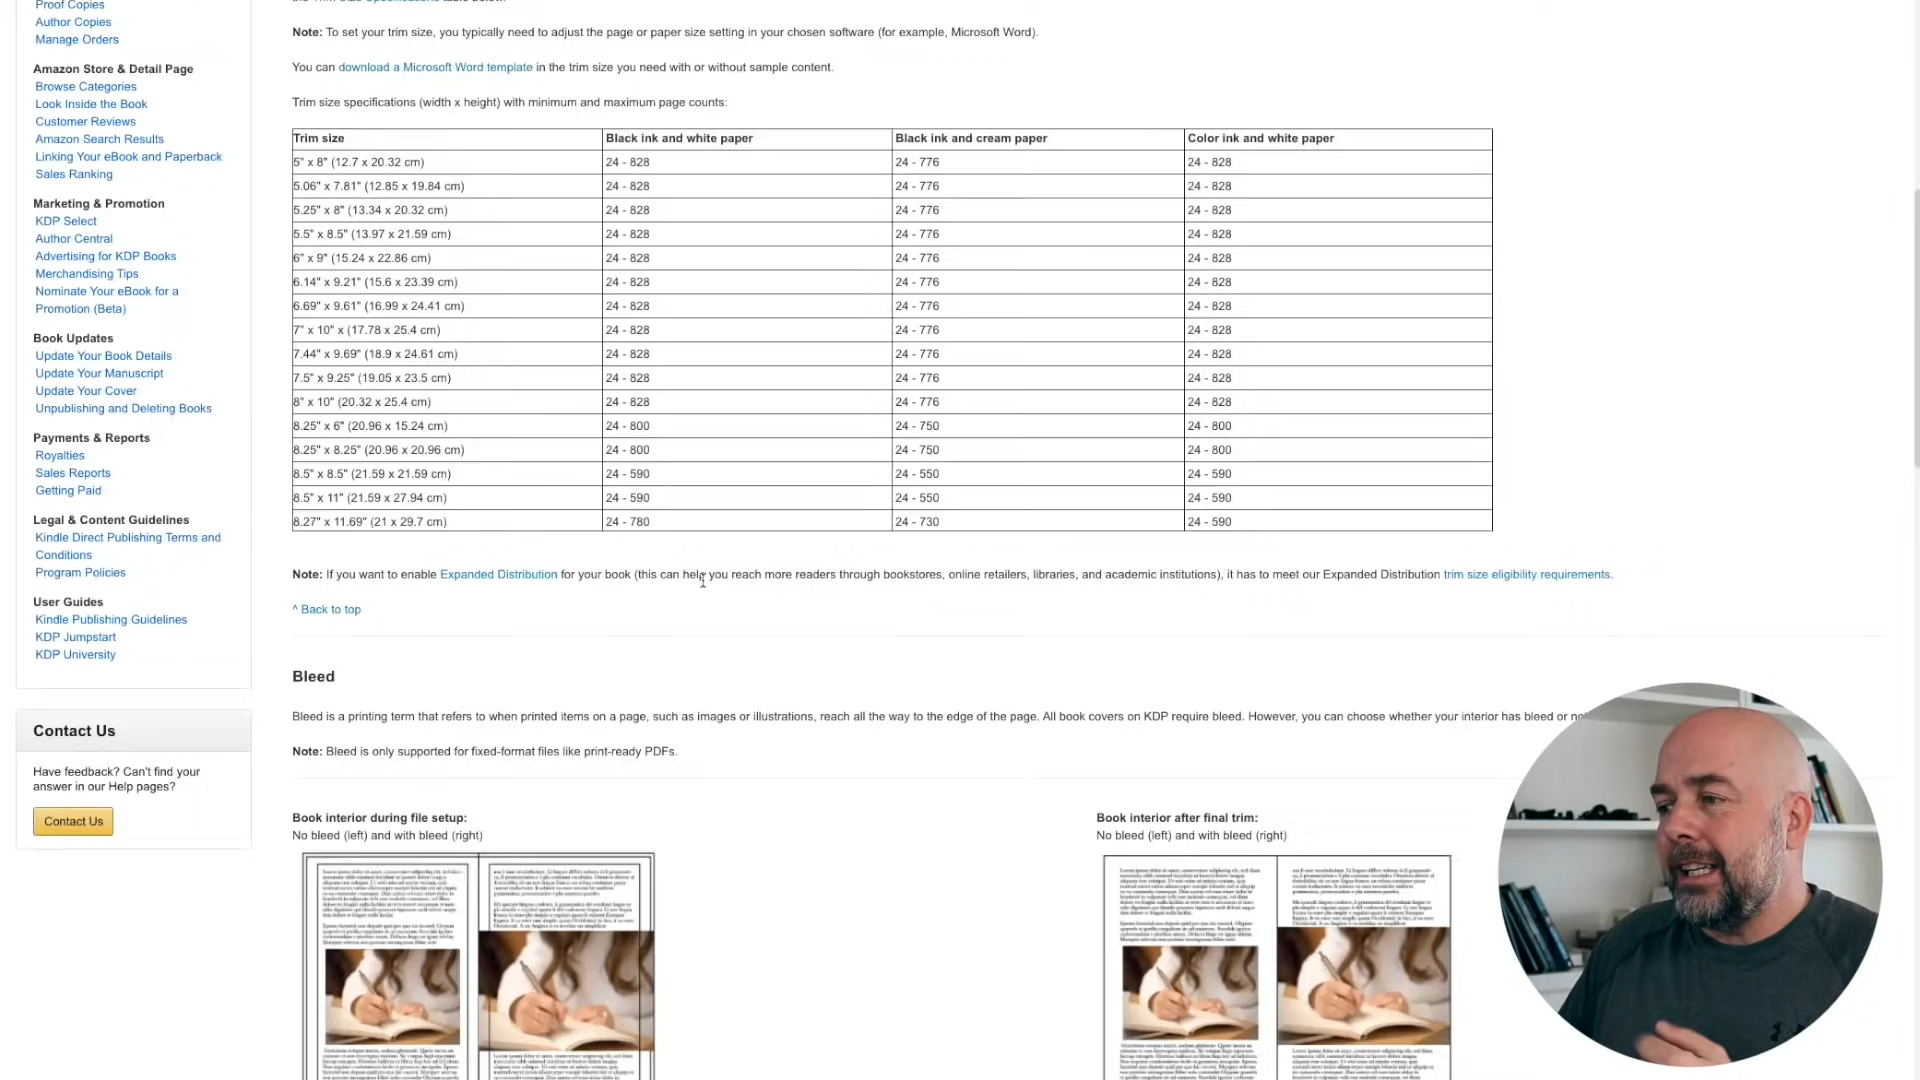 Proof Copies
Author Copies
Manage Orders
Amazon Store & Detail Page
Browse Categories
Look Inside the Book
Customer Reviews
Amazon Search Results
Linking Your eBook and Paperback
Sales Ranking
Marketing & Promotion
KDP Select
Author Central
Advertising for KDP Books
Merchandising Tips
Nominate Your eBook for a
Promotion (Beta)
Book Updates
Update Your Book Details
Update Your Manuscript
Update Your Cover
Unpublishing and Deleting Books
Payments & Reports
Royalties
Sales Reports
Getting Paid
Legal & Content Guidelines
Kindle Direct Publishing Terms and
Conditions
Program Policies
User Guides
Kindle Publishing Guidelines
KDP Jumpstart
KDP University
Contact Us
Have feedback? Can't find your
answer in our Help pages?
Contact Us
Note: To set your trim size, you typically need to adjust the page or paper size setting in your chosen software (for example, Microsoft Word).
You can download a Microsoft Word template in the trim size you need with or without sample content.
Trim size specifications (width x height) with minimum and maximum page counts:
Trim size Black ink and white paper Black ink and cream paper Color ink and white paper
5" x 8" (12.7 x 20.32 cm) 24 - 828 24 - 776 24 - 828
5.06" x 7.81" (12.85 x 19.84 cm) 24 - 828 24 - 776 24 - 828
5.25" x 8" (13.34 x 20.32 cm) 24 - 828 24 - 776 24 - 828
5.5" x 8.5" (13.97 x 21.59 cm) 24 - 828 24 - 776 24 - 828
6" x 9" (15.24 x 22.86 cm) 24 - 828 24 - 776 24 - 828
6.14" x 9.21" (15.6 x 23.39 cm) 24 - 828 24 - 776 24 - 828
6.69" x 9.61" (16.99 x 24.41 cm) 24 - 828 24 - 776 24 - 828
7" x 10" x (17.78 x 25.4 cm) 24 - 828 24 - 776 24 - 828
7.44" x 9.69" (18.9 x 24.61 cm) 24 - 828 24 - 776 24 - 828
7.5" x 9.25" (19.05 x 23.5 cm) 24 - 828 24 - 776 24 - 828
8" x 10" (20.32 x 25.4 cm) 24 - 828 24 - 776 24 - 828
8.25" x 6" (20.96 x 15.24 cm) 24 - 800 24 - 750 24 - 800
8.25" x 8.25" (20.96 x 20.96 cm) 24 - 800 24 - 750 24 - 800
8.5" x 8.5" (21.59 x 21.59 cm) 24 - 590 24 - 550 24 - 590
8.5" x 11" (21.59 x 27.94 cm) 24 - 590 24 - 550 24 - 590
8.27" x 11.69" (21 x 29.7 cm) 24 - 780 24 - 730 24 - 590
Note: If you want to enable Expanded Distribution for your book (this can help you reach more readers through bookstores, online retailers, libraries, and academic institutions), it has to meet our Expanded Distribution trim size eligibility requirements.
^ Back to top
Bleed
Bleed is a printing term that refers to when printed items on a page, such as images or illustrations, reach all the way to the edge of the page. All book covers on KDP require bleed. However, you can choose whether your interior has bleed or
Note: Bleed is only supported for fixed-format files like print-ready PDFs.
Book interior during file setup:
No bleed (left) and with bleed (right)
Book interior after final trim:
No bleed (left) and with bleed (right)